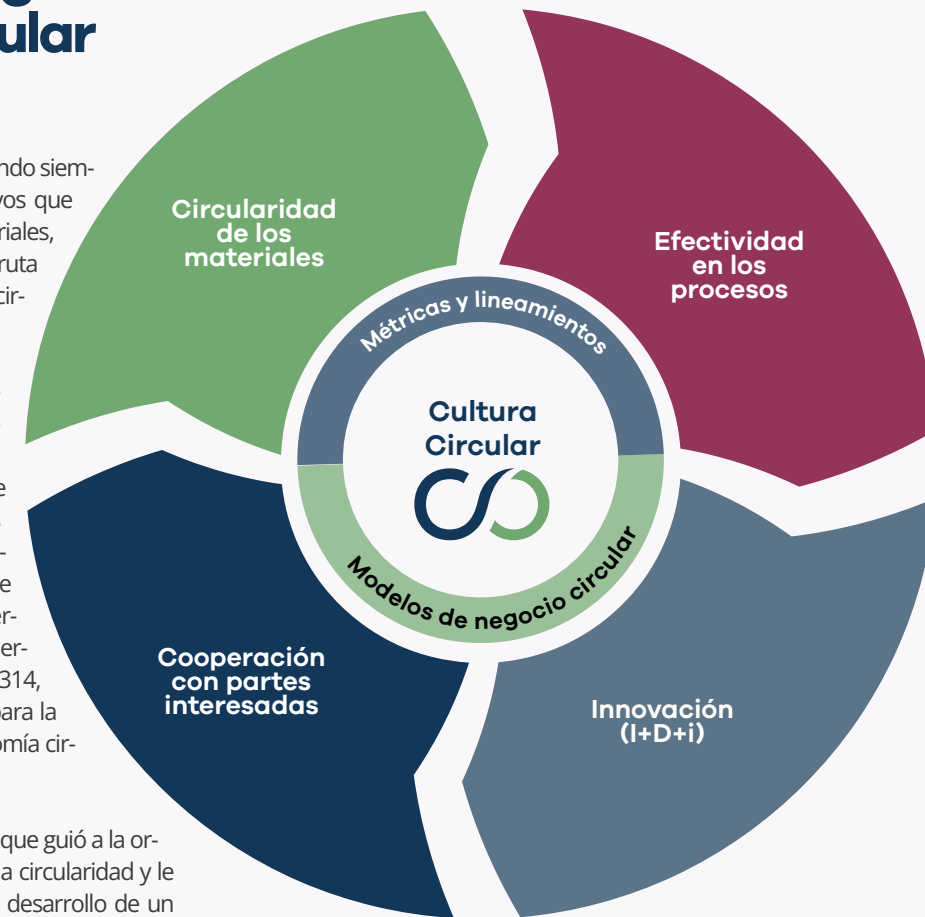 ular
ndo siem-
vos que
riales,
ruta
cir-
e
-
e
er-
er-
314,
para la
omía cir-
que guió a la or-
a circularidad y le
desarrollo de un
Circularidad
de los
materiales
Efectividad
en los
procesos
Métricas y lineamientos
Cultura
Circular
Modelos de negocio circular
Cooperación
con partes
interesadas
Innovación
(I+D+i)